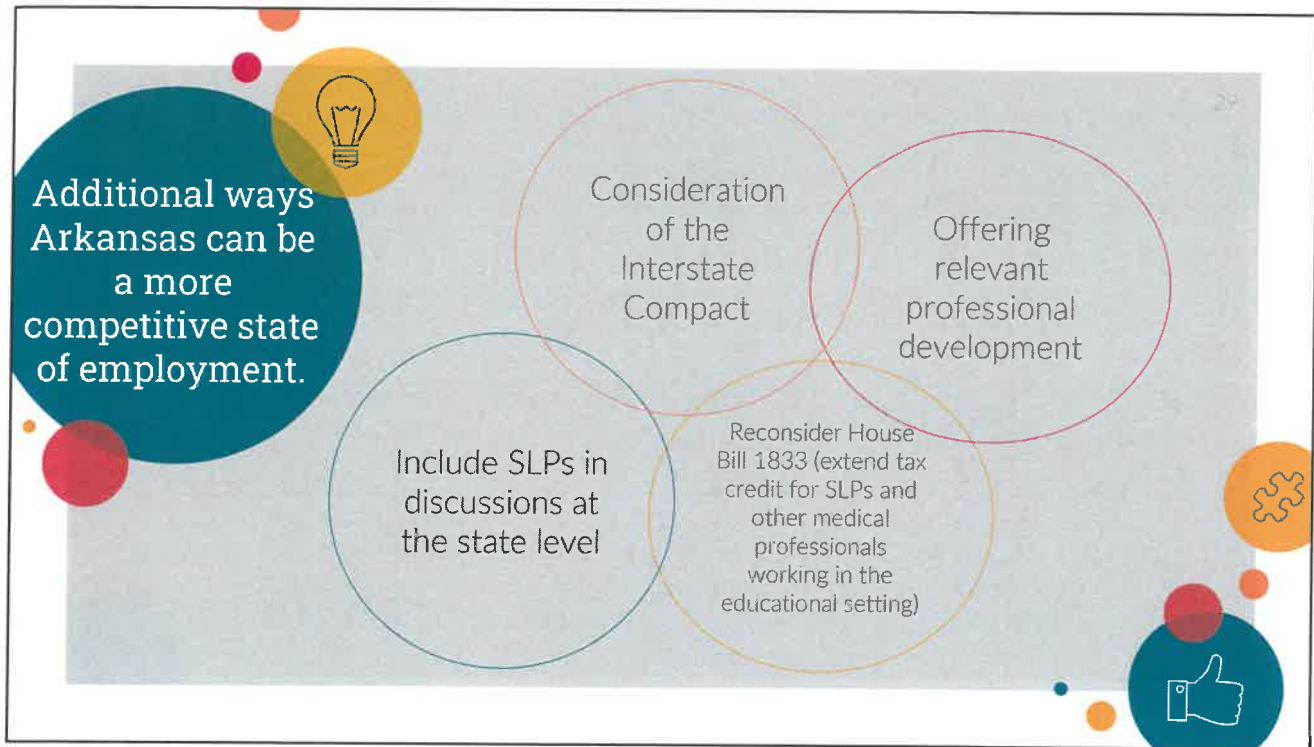 29
Additional ways
Arkansas can be
a more
competitive state
of employment.
Consideration
of the
Interstate
Compact
Offering
relevant
professional
development
Include SLPs in
discussions at
the state level
Reconsider House
Bill 1833 (extend tax
credit for SLPs and
other medical
professionals
working in the
educational setting)